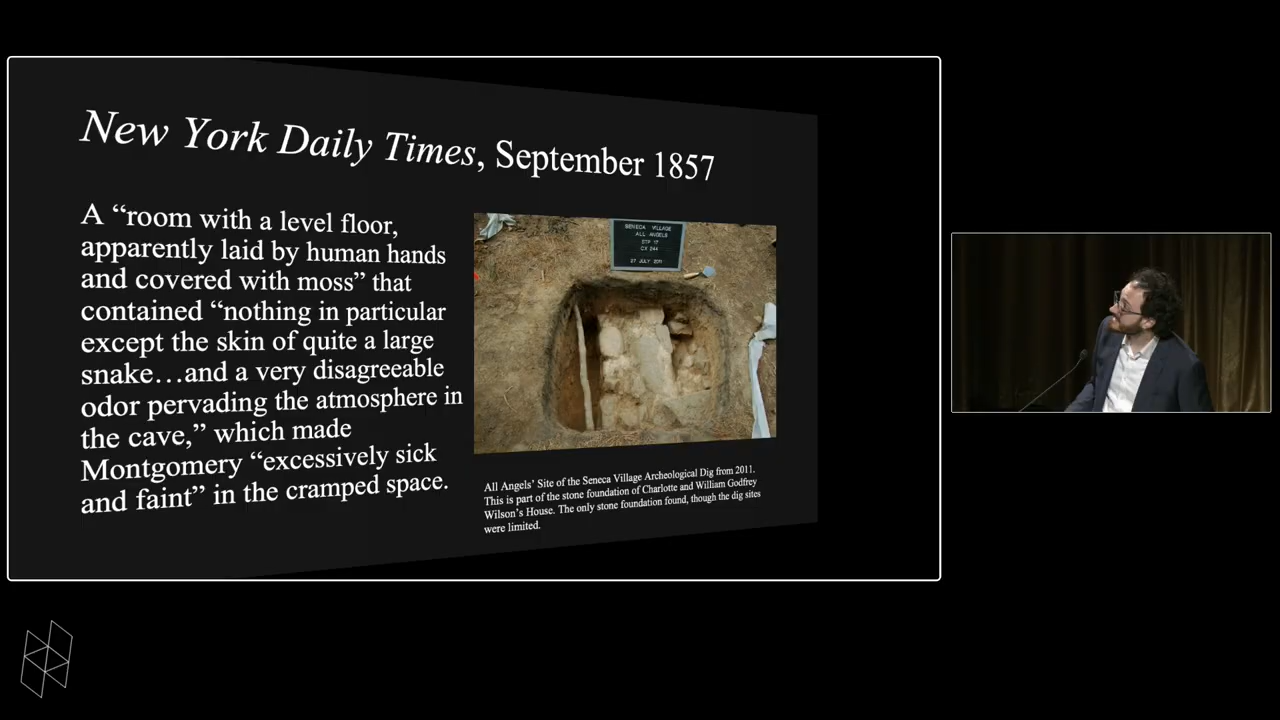 New York Daily Times, September 1857
A “room with a level floor,
apparently laid by human hands
and covered with moss” that
contained “nothing in particular
except the skin of quite a large
snake…and a very disagreeable
odor pervading the atmosphere in
the cave,” which made
Montgomery “excessively sick
and faint” in the cramped space.
SENECA VILLAGE
ALL ANGELS
STP 17
CX 244
27 JULY 2011
All Angels’ Site of the Seneca Village Archeological Dig from 2011.
This is part of the stone foundation of Charlotte and William Godfrey
Wilson’s House. The only stone foundation found, though the dig sites
were limited.